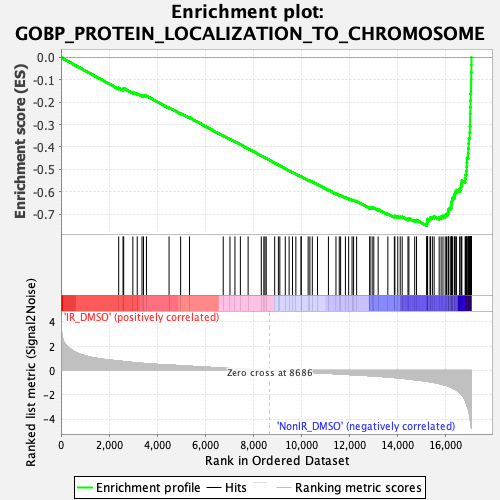 Enrichment plot:
GOBP_PROTEIN_LOCALIZATION_TO_CHROMOSOME
Enrichment score (ES)
0.0
-0.1
-0.2
-0.3
-0.4
-0.5
-0.6
-0.7
'IR_DMSO' (positively correlated)
Ranked list metric (Signal2Noise)
4
2
0
-2
-4
Zero cross at 8686
'NonIR_DMSO' (negatively correlated)
0 2,000 4,000 6,000 8,000 10,000 12,000 14,000 16,000
Rank in Ordered Dataset
Enrichment profile Hits Ranking metric scores